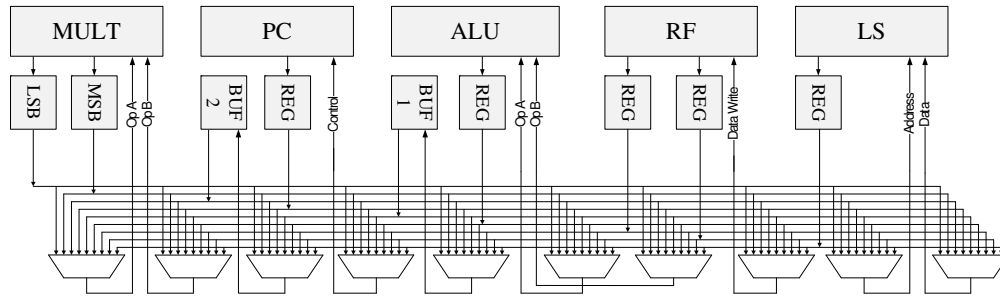 MULT
PC
ALU
RF
LS
LSB
MSB
Op A
Op B
BUF 2
REG
Control
BUF 1
REG
Op A
Op B
REG
REG
Data Write
REG
Address
Data